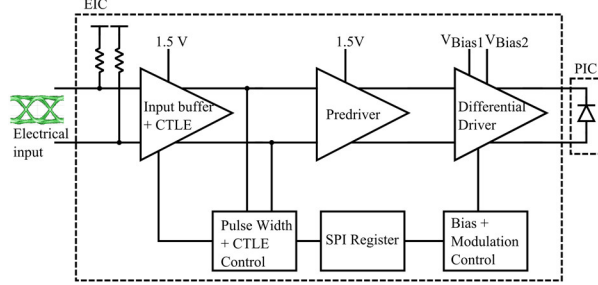 EIC
1.5 V
1.5V
VBias1 VBias2
PIC
Input buffer
+ CTLE
Predriver
Differential
Driver
Electrical
input
Pulse Width
+ CTLE
Control
SPI Register
Bias +
Modulation
Control